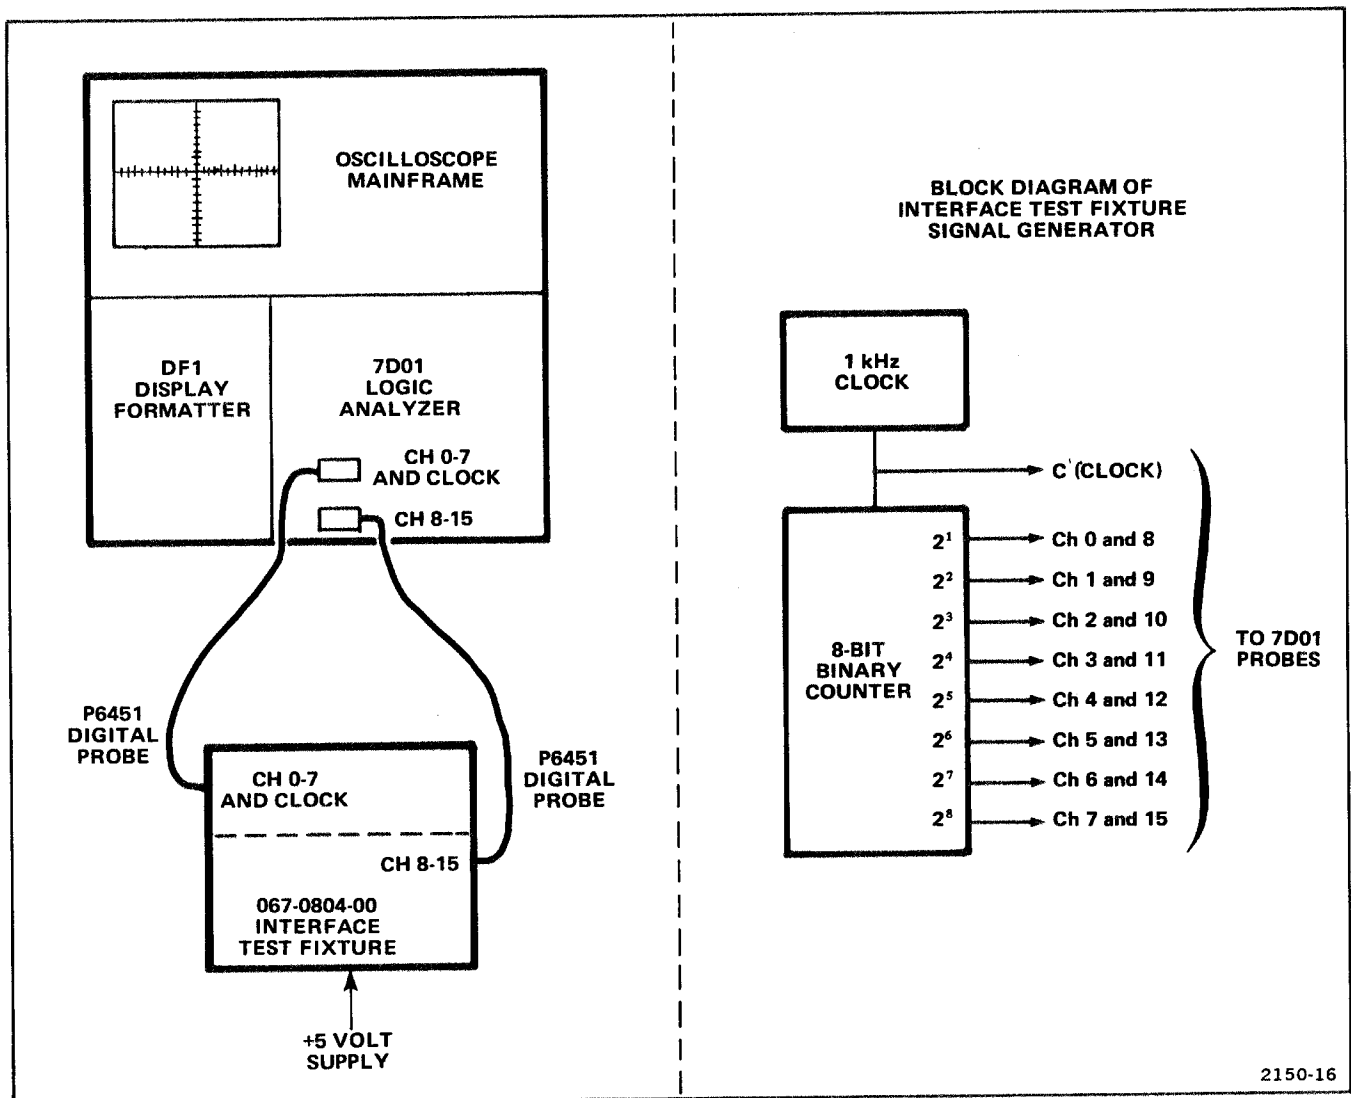 OSCILLOSCOPE
MAINFRAME
DF1
DISPLAY
FORMATTER
7D01
LOGIC
ANALYZER
CH 0-7
AND CLOCK
CH 8-15
P6451
DIGITAL
PROBE
P6451
DIGITAL
PROBE
CH 0-7
AND CLOCK
CH 8-15
067-0804-00
INTERFACE
TEST FIXTURE
+5 VOLT
SUPPLY
BLOCK DIAGRAM OF
INTERFACE TEST FIXTURE
SIGNAL GENERATOR
1 kHz
CLOCK
C (CLOCK)
8-BIT
BINARY
COUNTER
2¹ Ch 0 and 8
2² Ch 1 and 9
2³ Ch 2 and 10
2⁴ Ch 3 and 11
2⁵ Ch 4 and 12
2⁶ Ch 5 and 13
2⁷ Ch 6 and 14
2⁸ Ch 7 and 15
TO 7D01
PROBES
2150-16